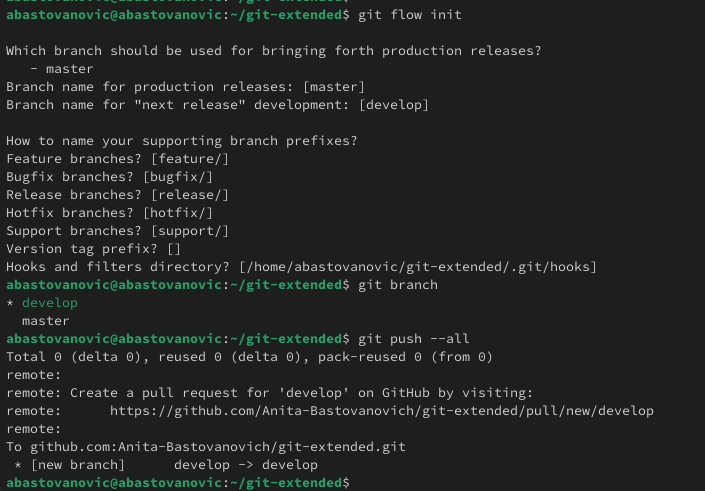 abastovanovic@abastovanovic:~/git-extended$ git flow init

Which branch should be used for bringing forth production releases?
   - master
Branch name for production releases: [master]
Branch name for "next release" development: [develop]

How to name your supporting branch prefixes?
Feature branches? [feature/]
Bugfix branches? [bugfix/]
Release branches? [release/]
Hotfix branches? [hotfix/]
Support branches? [support/]
Version tag prefix? []
Hooks and filters directory? [/home/abastovanovic/git-extended/.git/hooks]
abastovanovic@abastovanovic:~/git-extended$ git branch
* develop
  master
abastovanovic@abastovanovic:~/git-extended$ git push --all
Total 0 (delta 0), reused 0 (delta 0), pack-reused 0 (from 0)
remote:
remote: Create a pull request for 'develop' on GitHub by visiting:
remote:      https://github.com/Anita-Bastovanovich/git-extended/pull/new/develop
remote:
To github.com:Anita-Bastovanovich/git-extended.git
 * [new branch]      develop -> develop
abastovanovic@abastovanovic:~/git-extended$